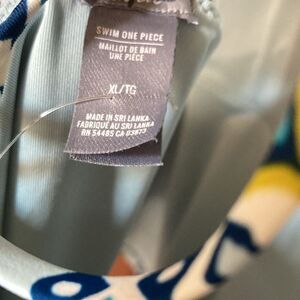 SWIM ONE PIECE
MAILLOT DE BAIN
UNE PIÈCE
XL/TG
MADE IN SRI LANKA
FABRIQUÉ AU SRI LANKA
RN 54485 CA 03873